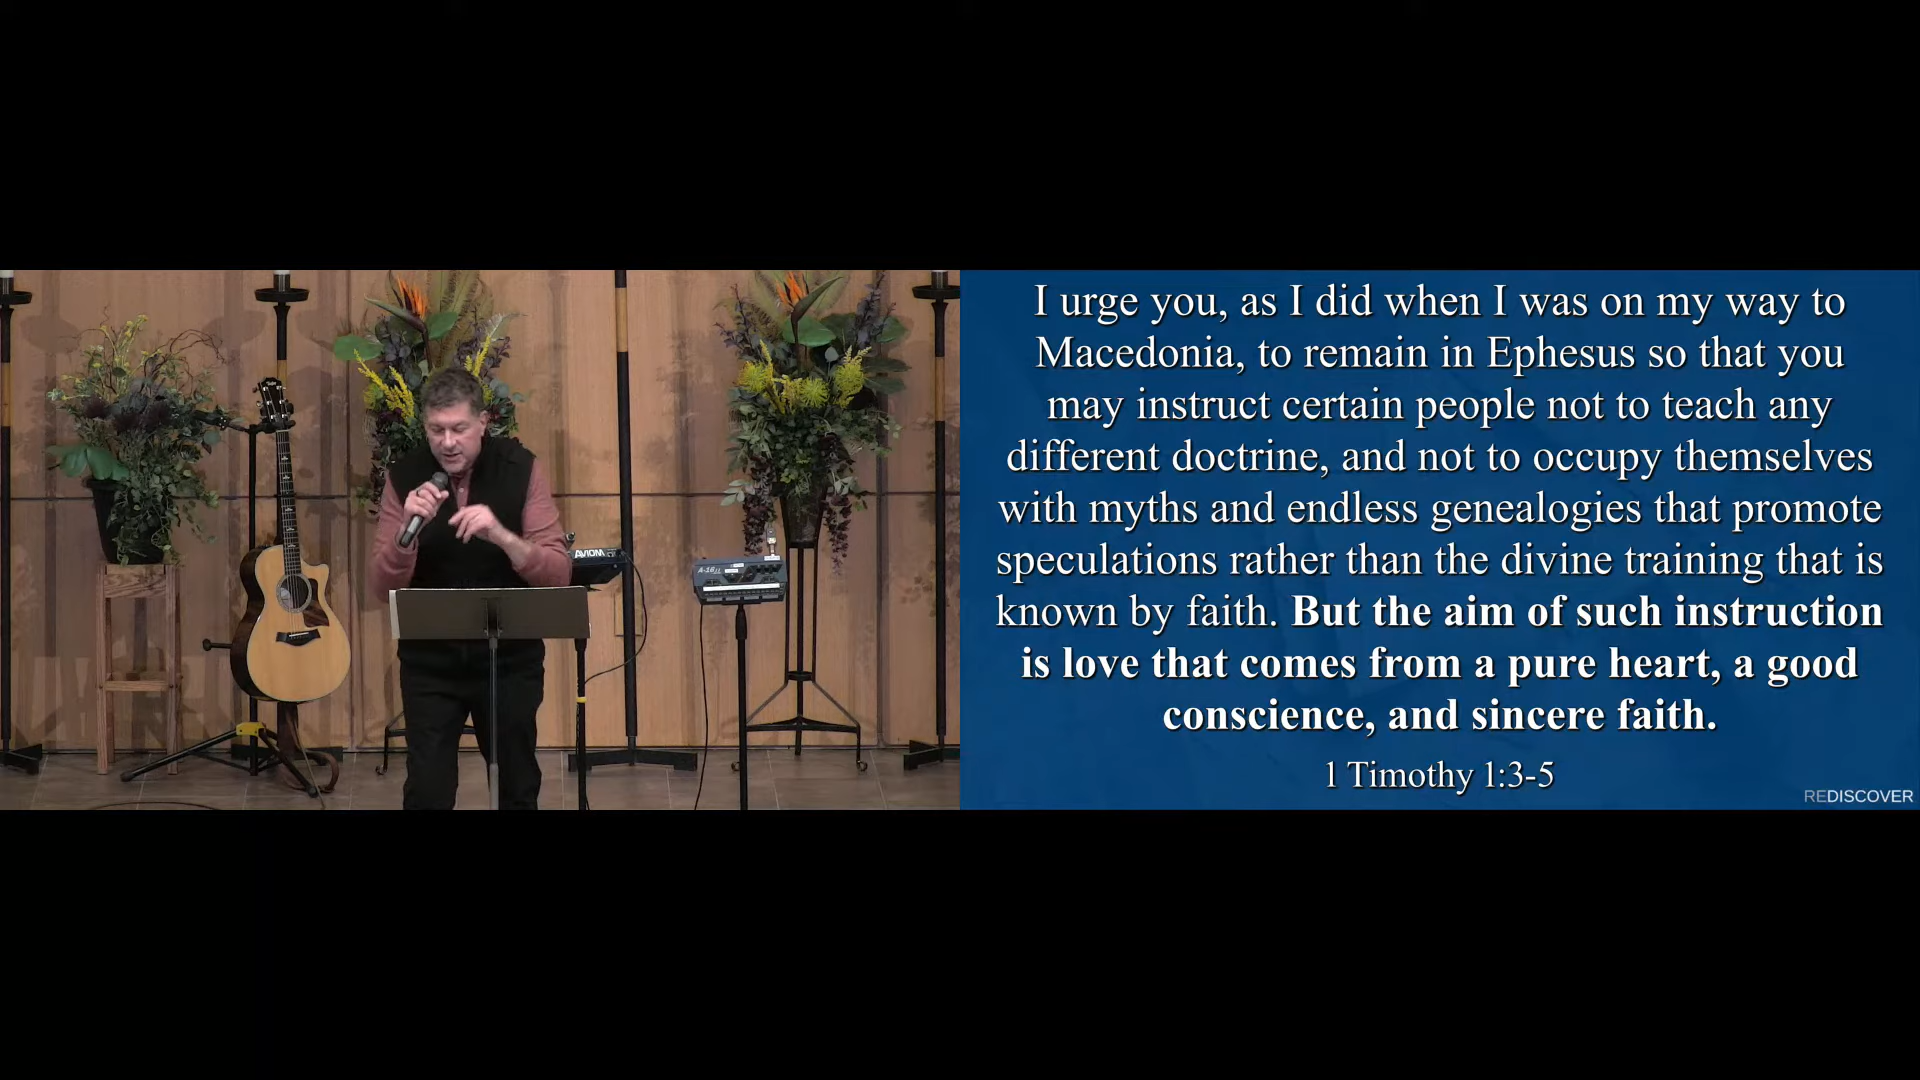 I urge you, as I did when I was on my way to
Macedonia, to remain in Ephesus so that you
may instruct certain people not to teach any
different doctrine, and not to occupy themselves
with myths and endless genealogies that promote
speculations rather than the divine training that is
known by faith. But the aim of such instruction
is love that comes from a pure heart, a good
conscience, and sincere faith.
1 Timothy 1:3-5
REDISCOVER
AVIOM
A-16II